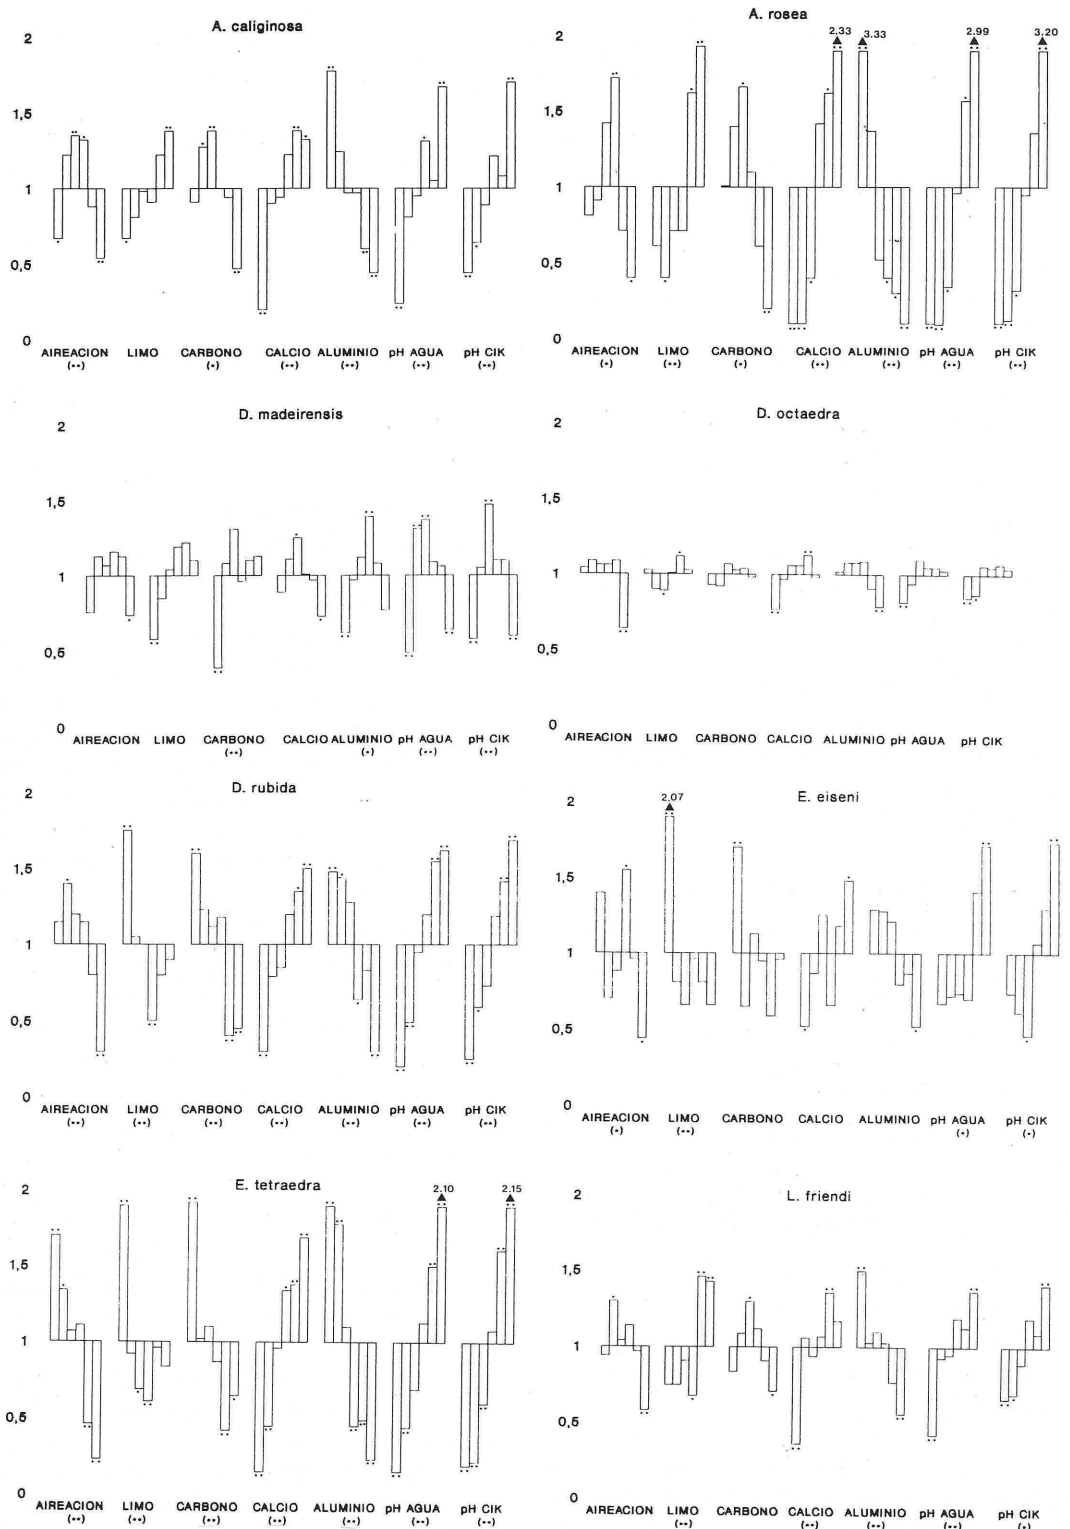 A. caliginosa
2
1,5
1
0,5
0
AIREACION LIMO CARBONO CALCIO ALUMINIO pH AGUA pH ClK
(••) (•) (••) (••) (••) (••)
A. rosea
2
1,5
1
0,5
0
2.33 3.33 2.99 3.20
AIREACION LIMO CARBONO CALCIO ALUMINIO pH AGUA pH ClK
(•) (••) (•) (••) (••) (••) (••)
D. madeirensis
2
1,5
1
0,5
0
AIREACION LIMO CARBONO CALCIO ALUMINIO pH AGUA pH ClK
(••) (•) (••) (••)
D. octaedra
2
1,5
1
0,5
0
AIREACION LIMO CARBONO CALCIO ALUMINIO pH AGUA pH ClK
D. rubida
2
1,5
1
0,5
0
AIREACION LIMO CARBONO CALCIO ALUMINIO pH AGUA pH ClK
(••) (••) (••) (••) (••) (••) (••)
E. eiseni
2
1,5
1
0,5
0
2.07
AIREACION LIMO CARBONO CALCIO ALUMINIO pH AGUA pH ClK
(•) (••) (•) (•)
E. tetraedra
2
1,5
1
0,5
0
2.10 2.15
AIREACION LIMO CARBONO CALCIO ALUMINIO pH AGUA pH ClK
(••) (••) (••) (••) (••) (••) (••)
L. friendi
2
1,5
1
0,5
0
AIREACION LIMO CARBONO CALCIO ALUMINIO pH AGUA pH ClK
(••) (••) (••) (••) (•)